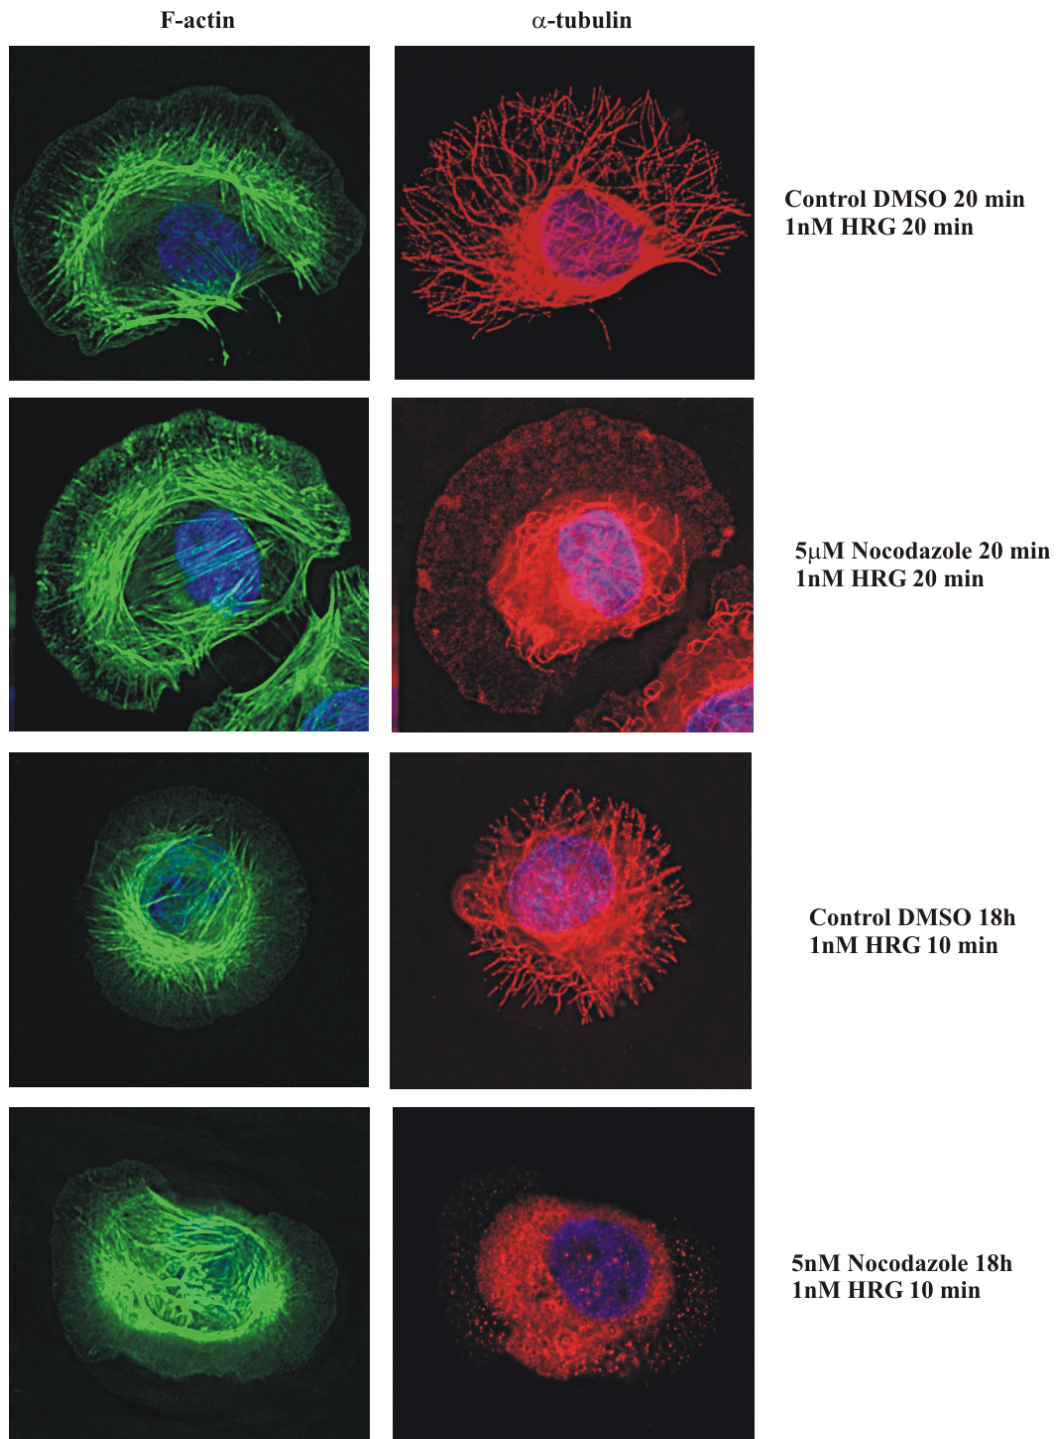 F-actin
α-tubulin
Control DMSO 20 min
1nM HRG 20 min
5μM Nocodazole 20 min
1nM HRG 20 min
Control DMSO 18h
1nM HRG 10 min
5nM Nocodazole 18h
1nM HRG 10 min